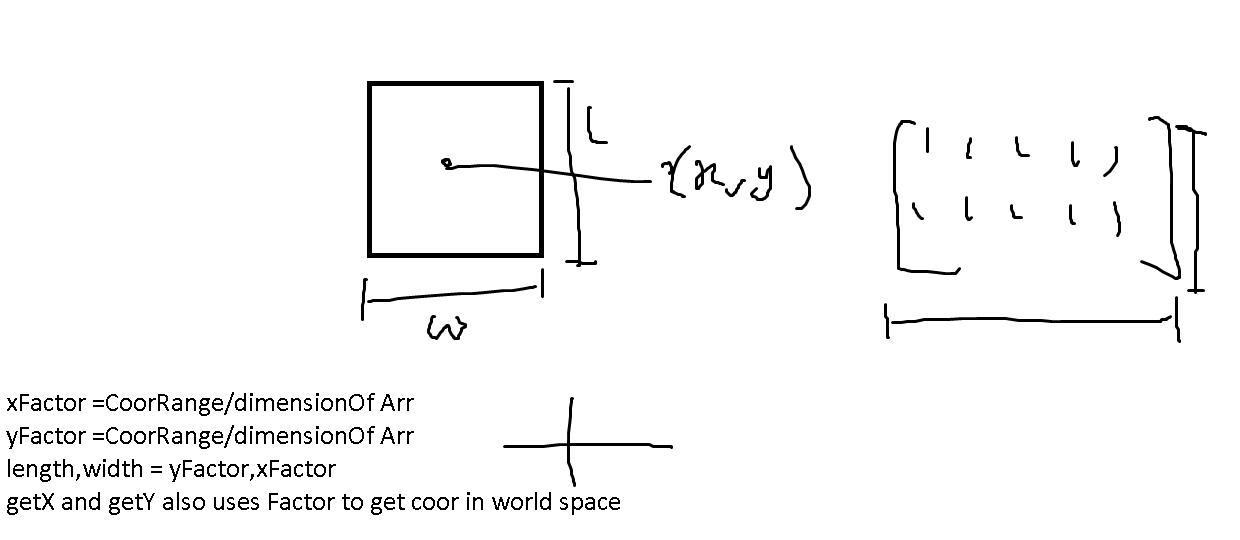 L
(x,y)
w
xFactor =CoorRange/dimensionOf Arr
yFactor =CoorRange/dimensionOf Arr
length,width = yFactor,xFactor
getX and getY also uses Factor to get coor in world space